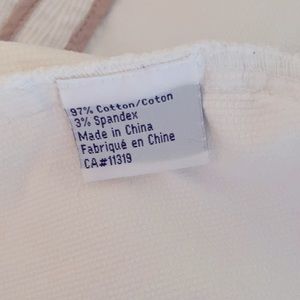 97% Cotton/Coton
3% Spandex
Made in China
Fabriqué en Chine
CA#11319